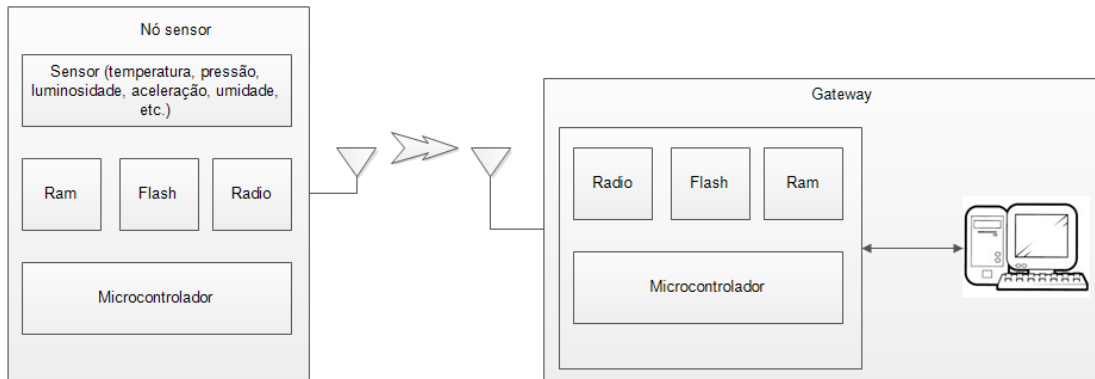 Nó sensor
Sensor (temperatura, pressão,
luminosidade, aceleração, umidade,
etc.)
Ram
Flash
Radio
Microcontrolador
Gateway
Radio
Flash
Ram
Microcontrolador